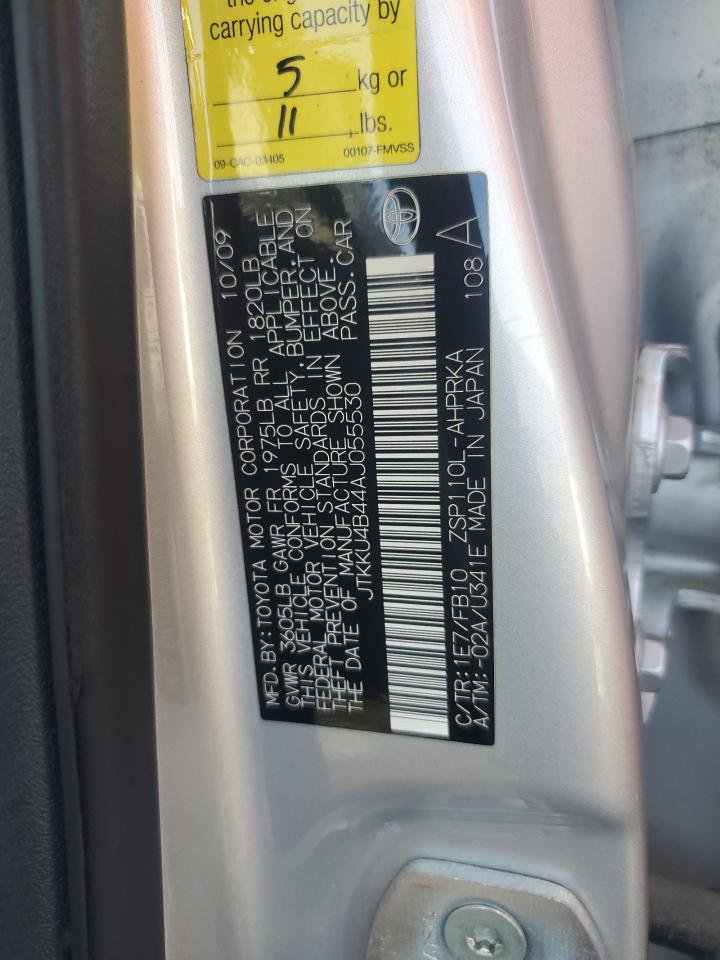 carrying capacity by
5 kg or
11 , lbs.
09-CAC-03405 00107-FMVSS
MFD. BY: TOYOTA MOTOR CORPORATION 10/09
GVWR 3605LB GAWR FR 1975LB RR 1820LB
THIS VEHICLE CONFORMS TO ALL APPLICABLE
FEDERAL MOTOR VEHICLE SAFETY, BUMPER, AND
THEFT PREVENTION STANDARDS IN EFFECT ON
THE DATE OF MANUFACTURE SHOWN ABOVE.
JTKKU4B44AJ055530 PASS. CAR
C/TR: 1E7/FB10 ZSP110L-AHPRKA
A/TM: -02A/U341E MADE IN JAPAN 108 A